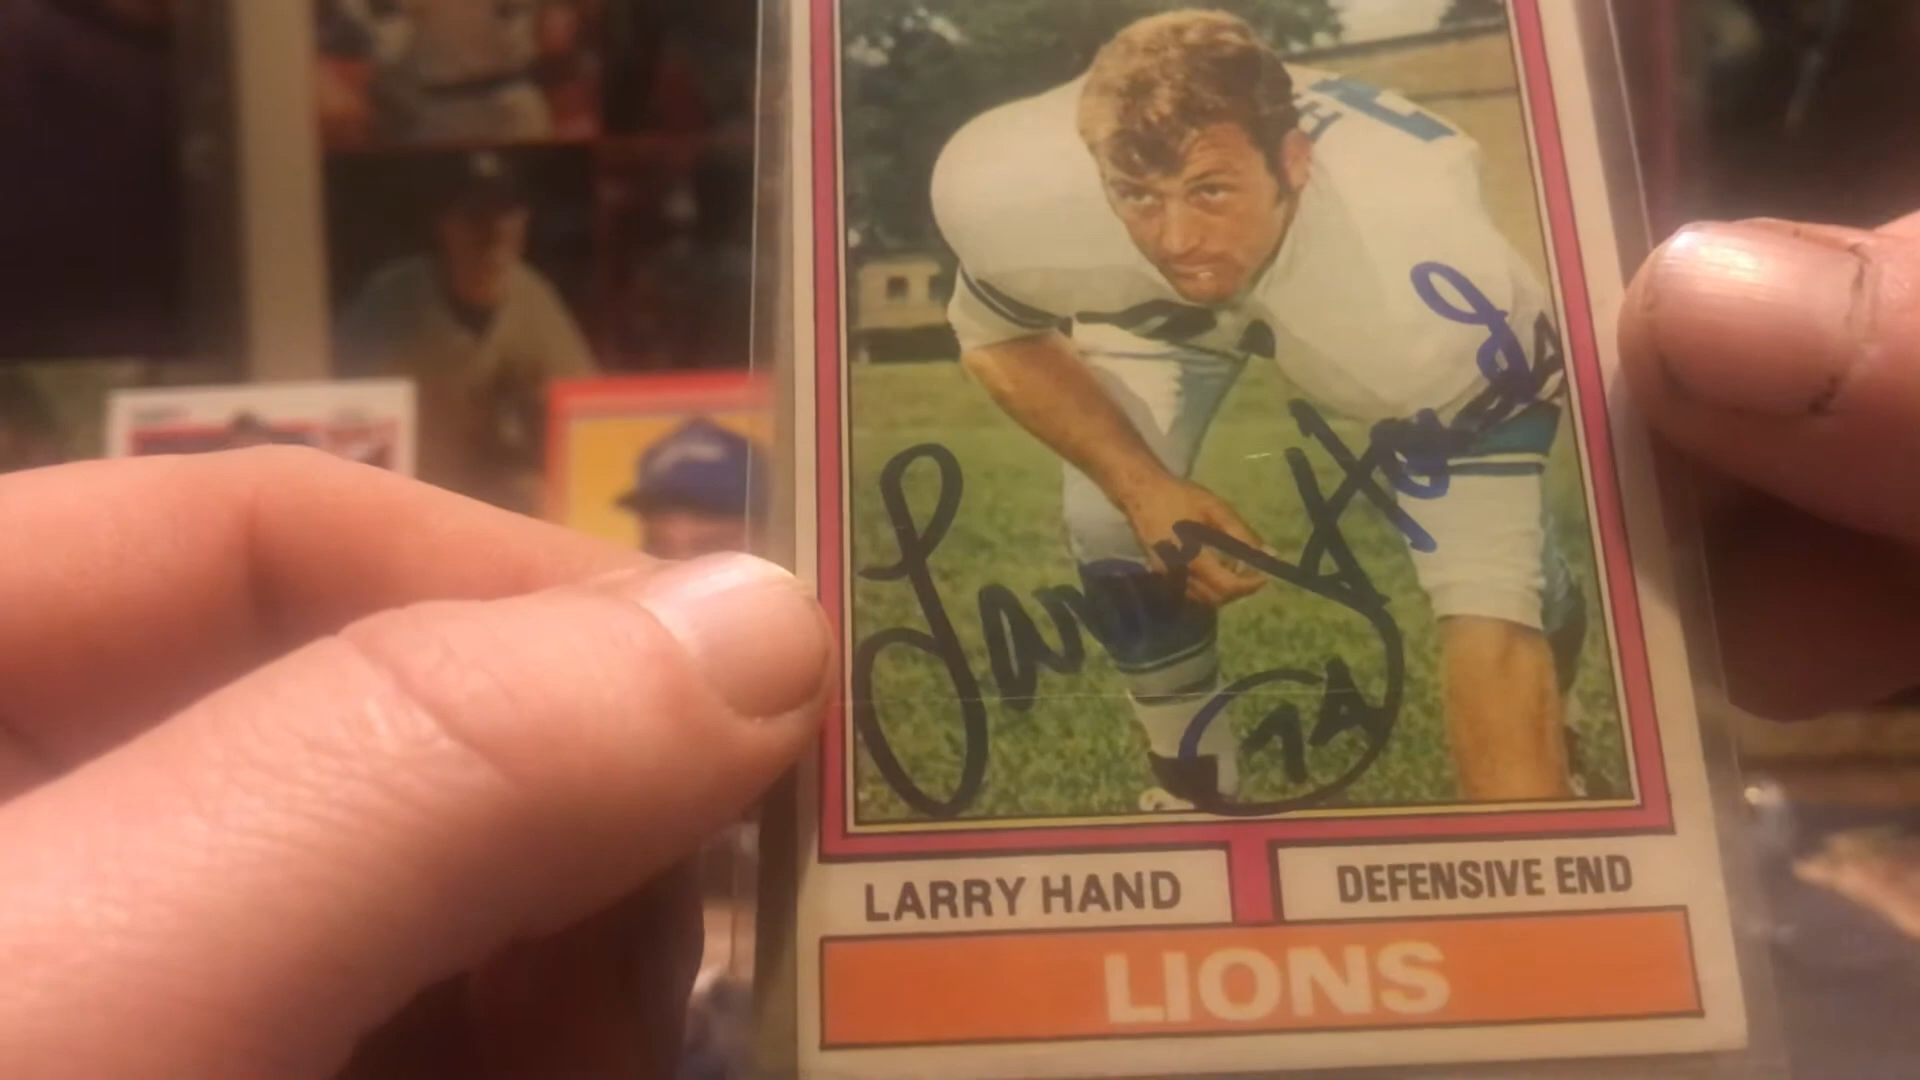 Larry Hand
74
LARRY HAND
DEFENSIVE END
LIONS